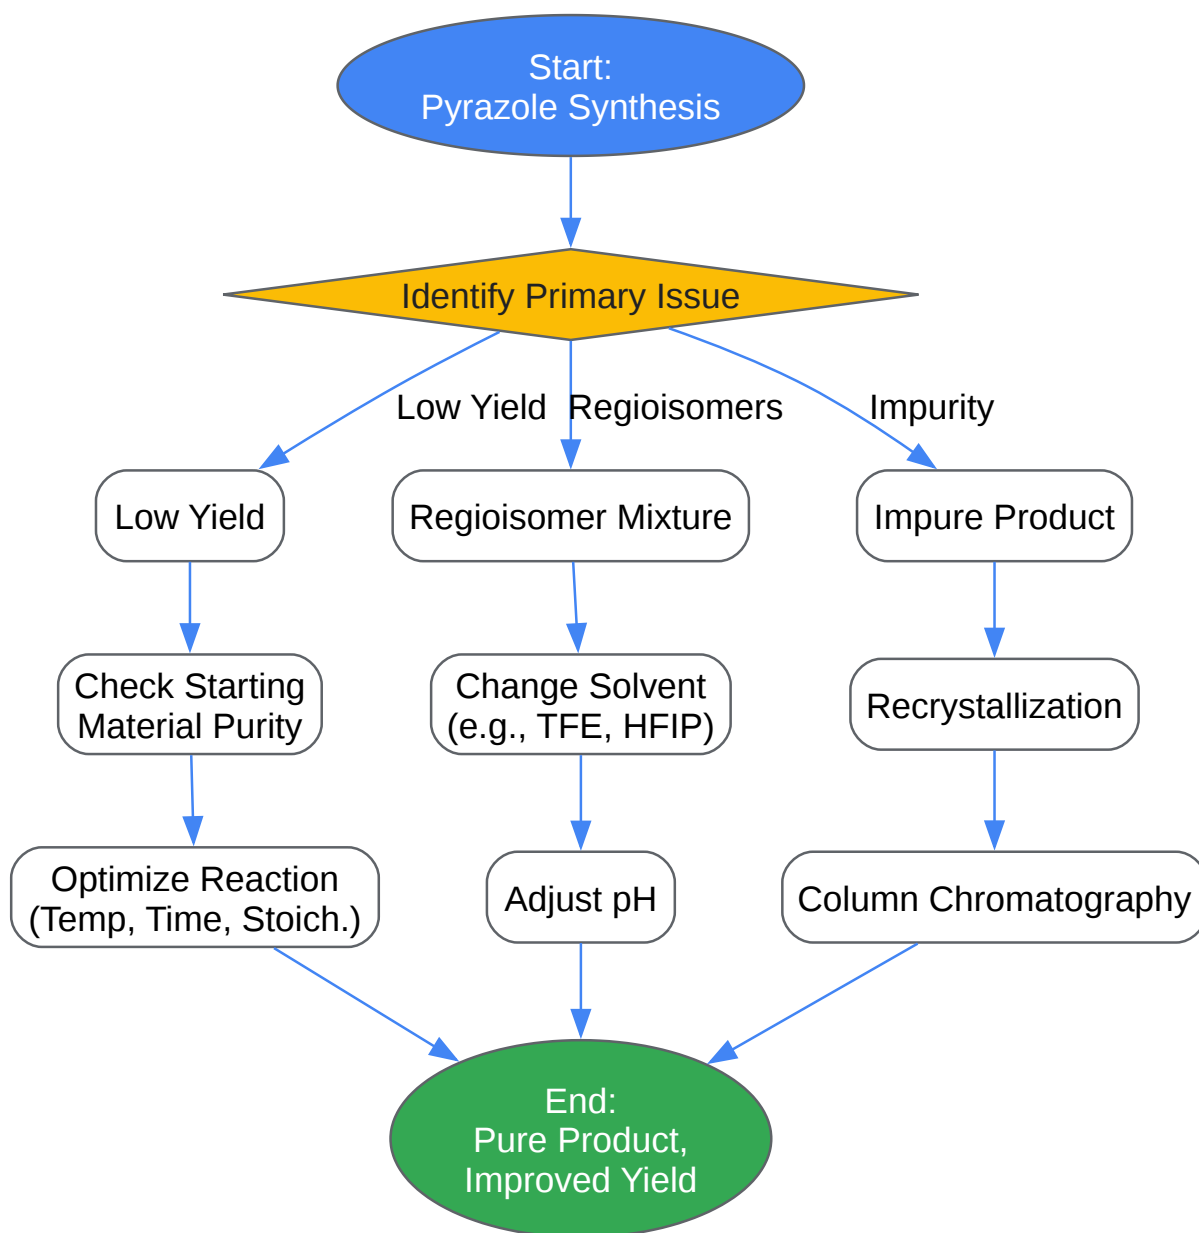 Start:
Pyrazole Synthesis
Identify Primary Issue
Low Yield
Regioisomers
Impurity
Low Yield
Regioisomer Mixture
Impure Product
Check Starting
Material Purity
Change Solvent
(e.g., TFE, HFIP)
Recrystallization
Optimize Reaction
(Temp, Time, Stoich.)
Adjust pH
Column Chromatography
End:
Pure Product,
Improved Yield